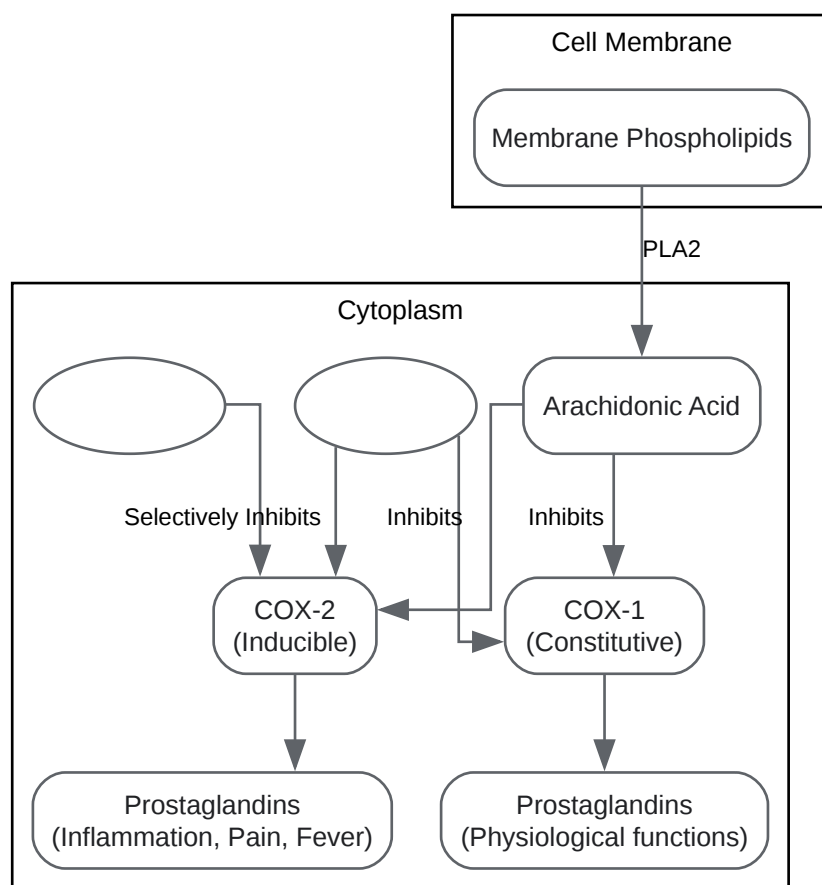 Cell Membrane
Membrane Phospholipids
PLA2
Cytoplasm
Arachidonic Acid
Selectively Inhibits
Inhibits
Inhibits
COX-2
(Inducible)
COX-1
(Constitutive)
Prostaglandins
(Inflammation, Pain, Fever)
Prostaglandins
(Physiological functions)